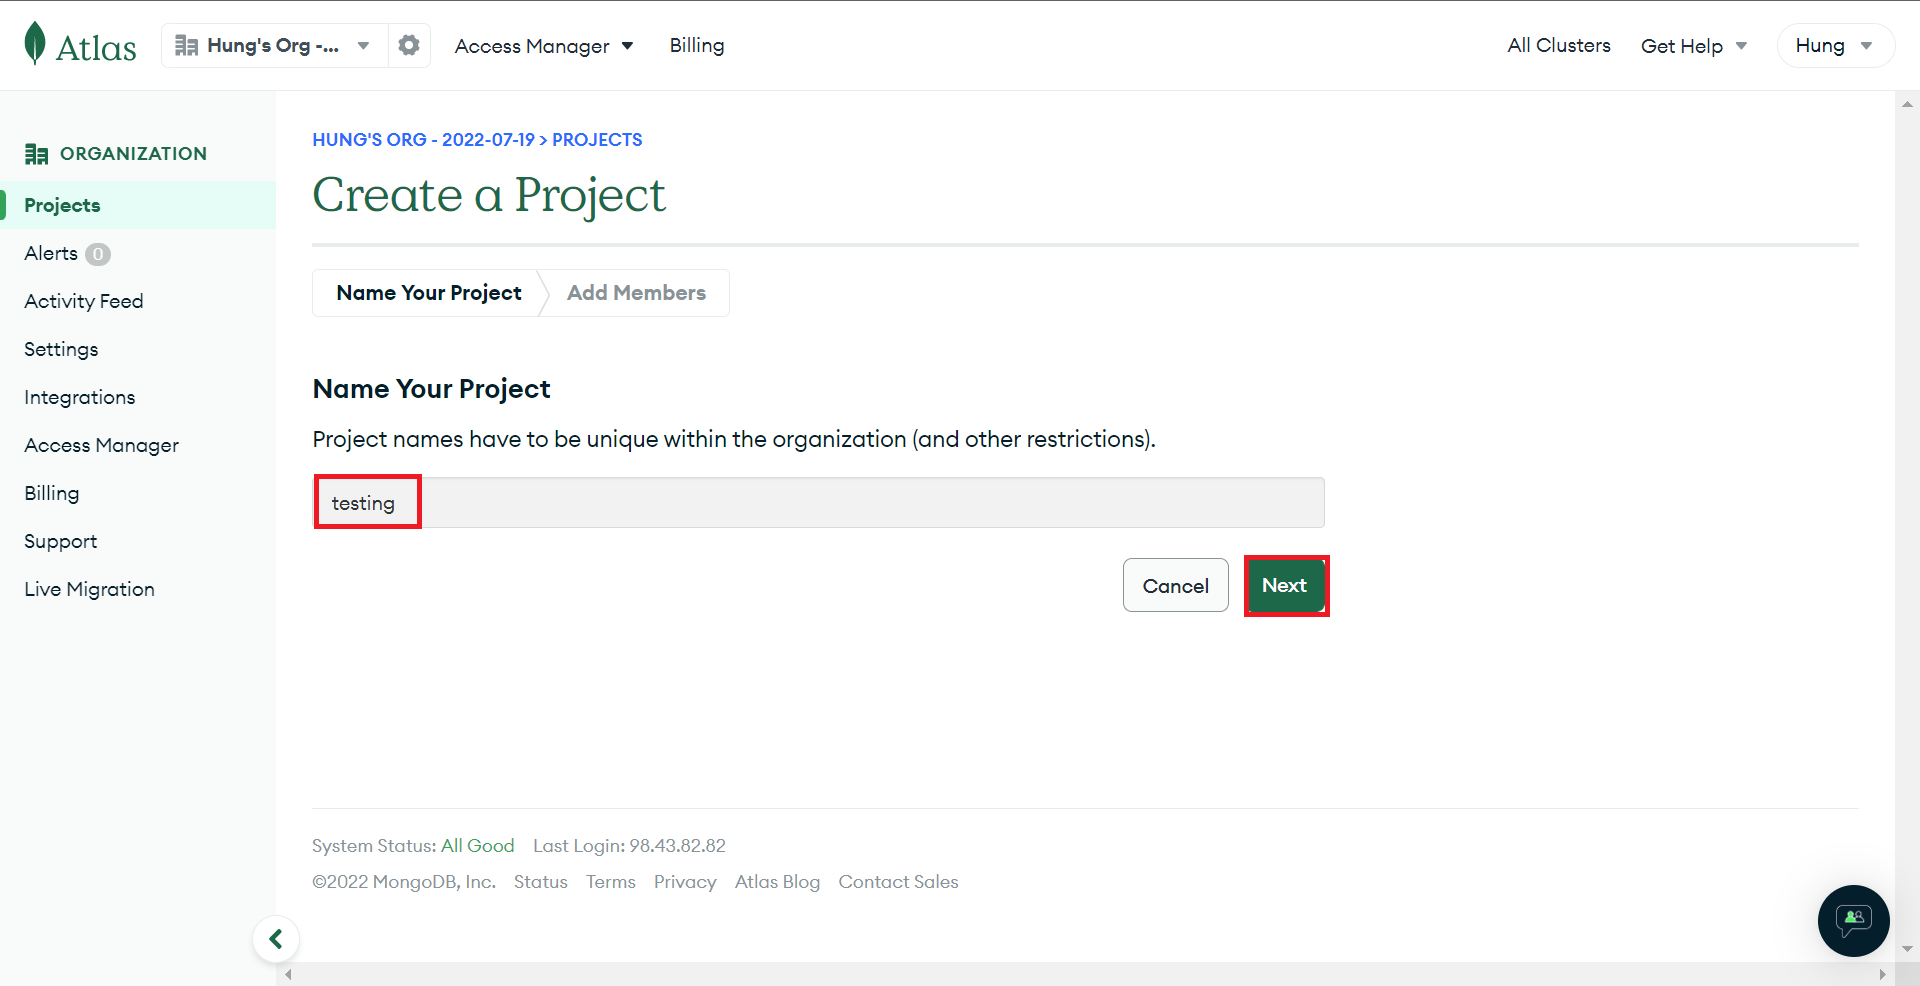 Atlas
Hung's Org -...
Access Manager
Billing
All Clusters
Get Help
Hung
ORGANIZATION
Projects
Alerts 0
Activity Feed
Settings
Integrations
Access Manager
Billing
Support
Live Migration
HUNG'S ORG - 2022-07-19 > PROJECTS
Create a Project
Name Your Project
Add Members
Name Your Project
Project names have to be unique within the organization (and other restrictions).
testing
Cancel
Next
System Status: All Good Last Login: 98.43.82.82
©2022 MongoDB, Inc. Status Terms Privacy Atlas Blog Contact Sales